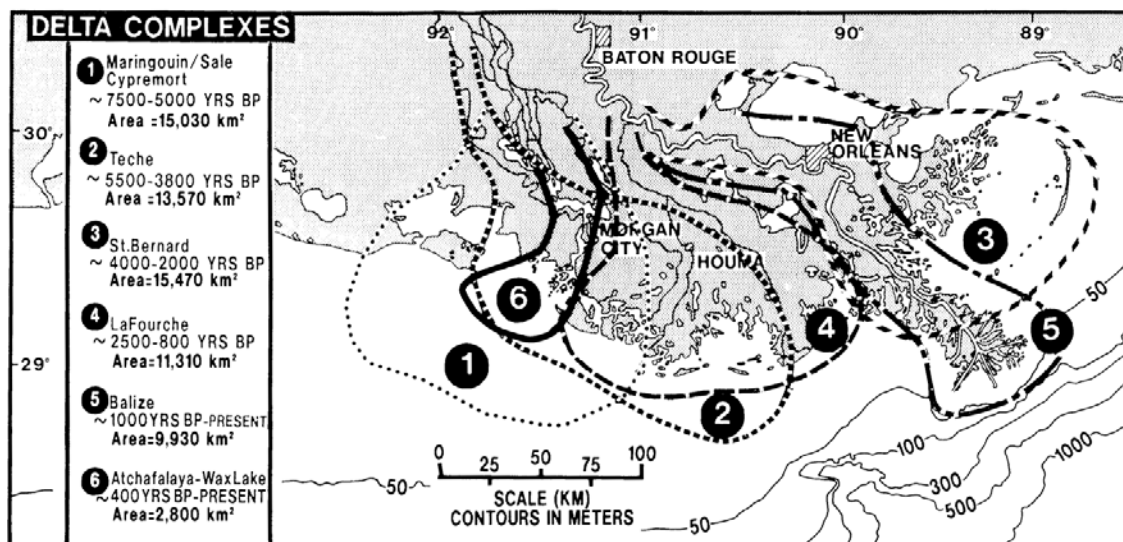 DELTA COMPLEXES
1 Maringouin/Sale
Cypremort
~ 7500-5000 YRS BP
Area =15,030 km²
2 Teche
~ 5500-3800 YRS BP
Area =13,570 km²
3 St.Bernard
~ 4000-2000 YRS BP
Area=15,470 km²
4 LaFourche
~ 2500-800 YRS BP
Area=11,310 km²
5 Balize
~1000YRS BP-PRESENT
Area=9,930 km²
6 Atchafalaya-WaxLake
~400YRS BP-PRESENT
Area=2,800 km²
92° 91° 90° 89°
BATON ROUGE
30°
NEW
ORLEANS
MORGAN
CITY
HOUMA
3
6
50
4
5
1
29°
2
100
1000
0 25 50 75 100
300
50
500
SCALE (KM)
50
CONTOURS IN METERS